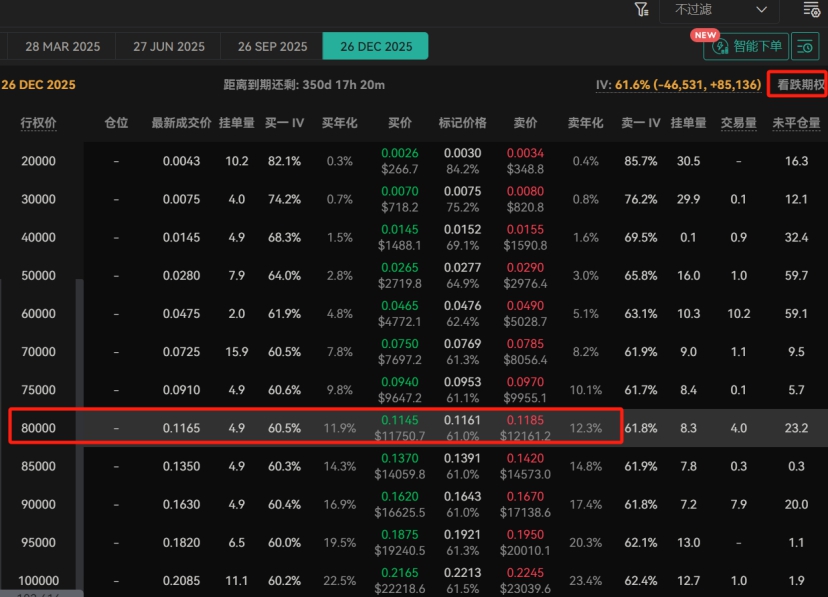 不过滤
28 MAR 2025 27 JUN 2025 26 SEP 2025 26 DEC 2025 NEW 智能下单
26 DEC 2025 距离到期还剩: 350d 17h 20m IV: 61.6% (-46,531, +85,136) 看跌期权
行权价 仓位 最新成交价 挂单量 买一 IV 买年化 买价 标记价格 卖价 卖年化 卖一 IV 挂单量 交易量 未平仓量
20000 – 0.0043 10.2 82.1% 0.3% 0.0026 0.0030 0.0034 0.4% 85.7% 30.5 – 16.3
$266.7 84.2% $348.8
30000 – 0.0075 4.0 74.2% 0.7% 0.0070 0.0075 0.0080 0.8% 76.2% 29.9 0.1 12.1
$718.2 75.2% $820.8
40000 – 0.0145 4.9 68.3% 1.5% 0.0145 0.0152 0.0155 1.6% 69.5% 0.1 0.9 32.4
$1488.1 69.1% $1590.8
50000 – 0.0280 7.9 64.0% 2.8% 0.0265 0.0277 0.0290 3.0% 65.8% 16.0 1.0 59.7
$2719.8 64.9% $2976.4
60000 – 0.0475 2.0 61.9% 4.8% 0.0465 0.0476 0.0490 5.1% 63.1% 10.3 10.2 59.1
$4772.1 62.4% $5028.7
70000 – 0.0725 15.9 60.5% 7.8% 0.0750 0.0769 0.0785 8.2% 61.9% 9.0 1.1 9.5
$7697.2 61.3% $8056.4
75000 – 0.0910 4.9 60.6% 9.8% 0.0940 0.0953 0.0970 10.1% 61.7% 8.4 0.1 5.7
$9647.2 61.1% $9955.1
80000 – 0.1165 4.9 60.5% 11.9% 0.1145 0.1161 0.1185 12.3% 61.8% 8.3 4.0 23.2
$11750.7 61.0% $12161.2
85000 – 0.1350 4.9 60.3% 14.3% 0.1370 0.1391 0.1420 14.8% 61.9% 7.8 0.3 0.3
$14059.8 61.0% $14573.0
90000 – 0.1630 4.9 60.4% 16.9% 0.1620 0.1643 0.1670 17.4% 61.8% 7.2 7.9 20.0
$16625.5 61.0% $17138.6
95000 – 0.1820 6.5 60.0% 19.5% 0.1875 0.1921 0.1950 20.3% 62.1% 13.0 – 1.1
$19240.5 61.3% $20010.1
100000 – 0.2085 11.1 60.2% 22.5% 0.2165 0.2213 0.2245 23.4% 62.4% 12.7 1.0 1.9
$22218.6 61.5% $23039.6